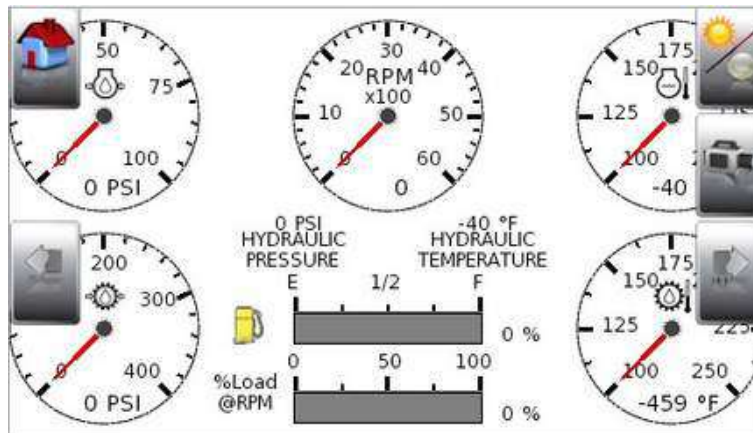 50
75
0
100
0 PSI
30
20
40
RPM
x100
10
50
0
60
0
175
150
125
100
-40
0 PSI
HYDRAULIC
PRESSURE
-40 °F
HYDRAULIC
TEMPERATURE
200
300
0
400
0 PSI
E 1/2 F
0 %
0 50 100
%Load
@RPM
0 %
175
150
125
225
100
250
-459 °F